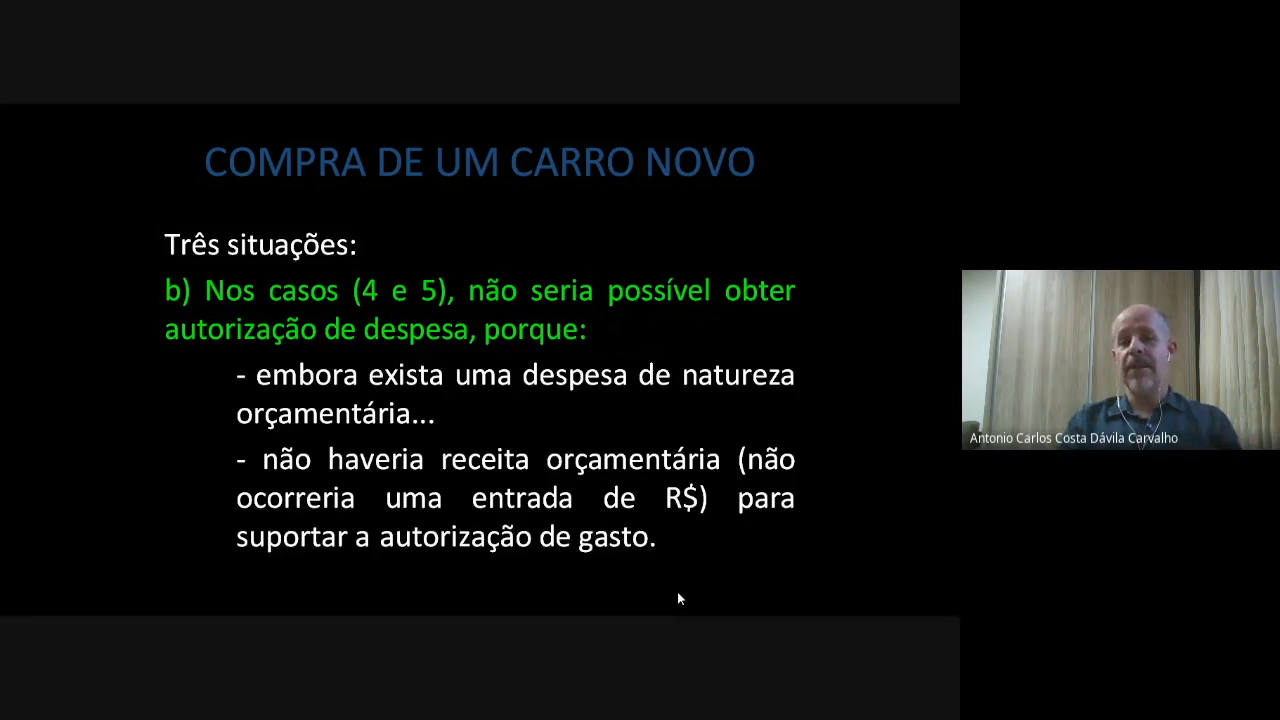 COMPRA DE UM CARRO NOVO
Três situações:
b) Nos casos (4 e 5), não seria possível obter
autorização de despesa, porque:
- embora exista uma despesa de natureza
orçamentária...
- não haveria receita orçamentária (não
ocorreria uma entrada de R$) para
suportar a autorização de gasto.
Antonio Carlos Costa Dávila Carvalho